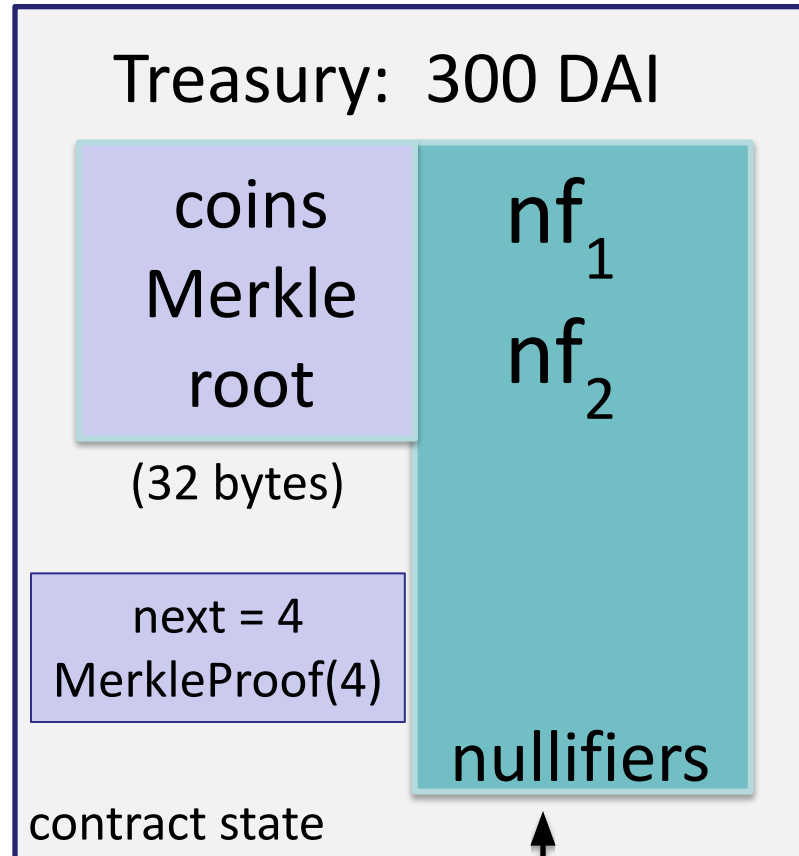 Treasury: 300 DAI
coins
Merkle
root
(32 bytes)
nf₁
nf₂
next = 4
MerkleProof(4)
nullifiers
contract state